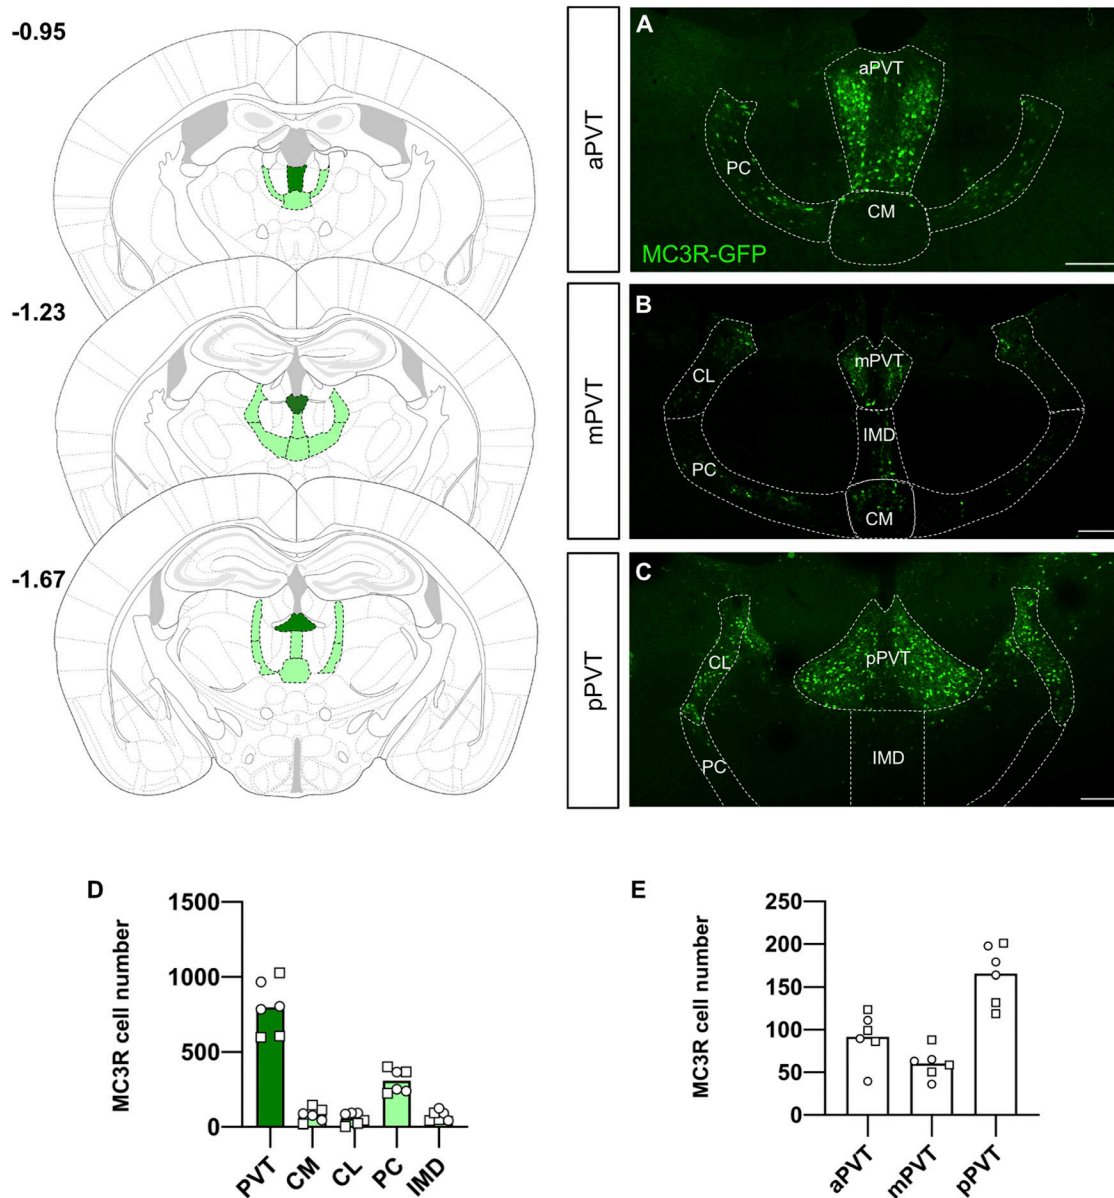 -0.95
aPVT
A
aPVT
PC
CM
MC3R-GFP
-1.23
mPVT
B
mPVT
CL
IMD
PC
CM
-1.67
pPVT
C
pPVT
CL
IMD
PC
D
MC3R cell number
1500
1000
500
0
PVT
CM
CL
PC
IMD
E
MC3R cell number
250
200
150
100
50
0
aPVT
mPVT
pPVT